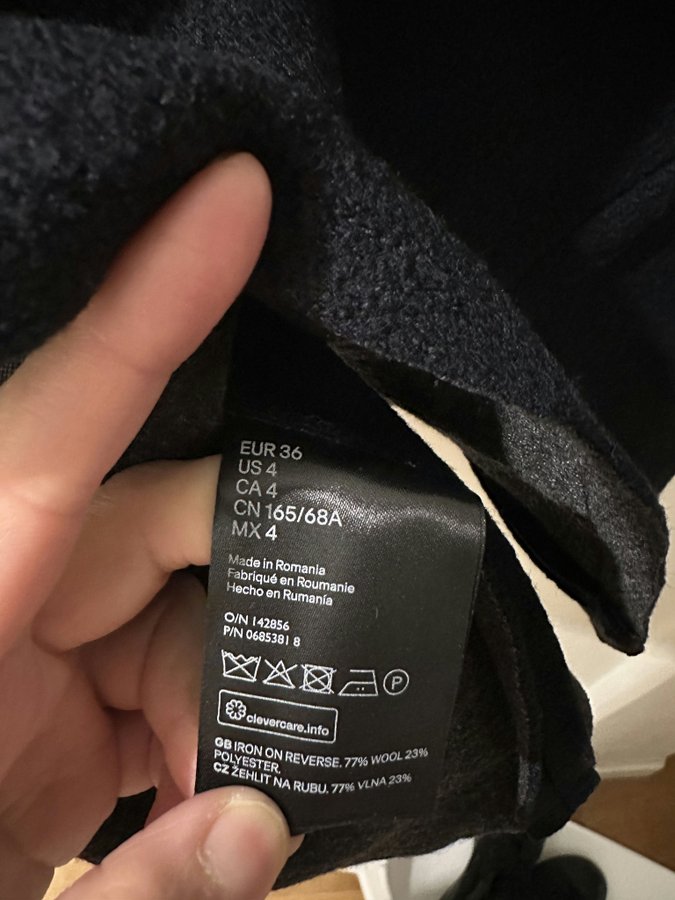 EUR 36
US 4
CA 4
CN 165/68A
MX 4
Made in Romania
Fabriqué en Roumanie
Hecho en Rumanía
O/N 142856
P/N 0685381 8
P
clevercare.info
GB IRON ON REVERSE. 77% WOOL 23%
POLYESTER.
CZ ŽEHLIT NA RUBU. 77% VLNA 23%